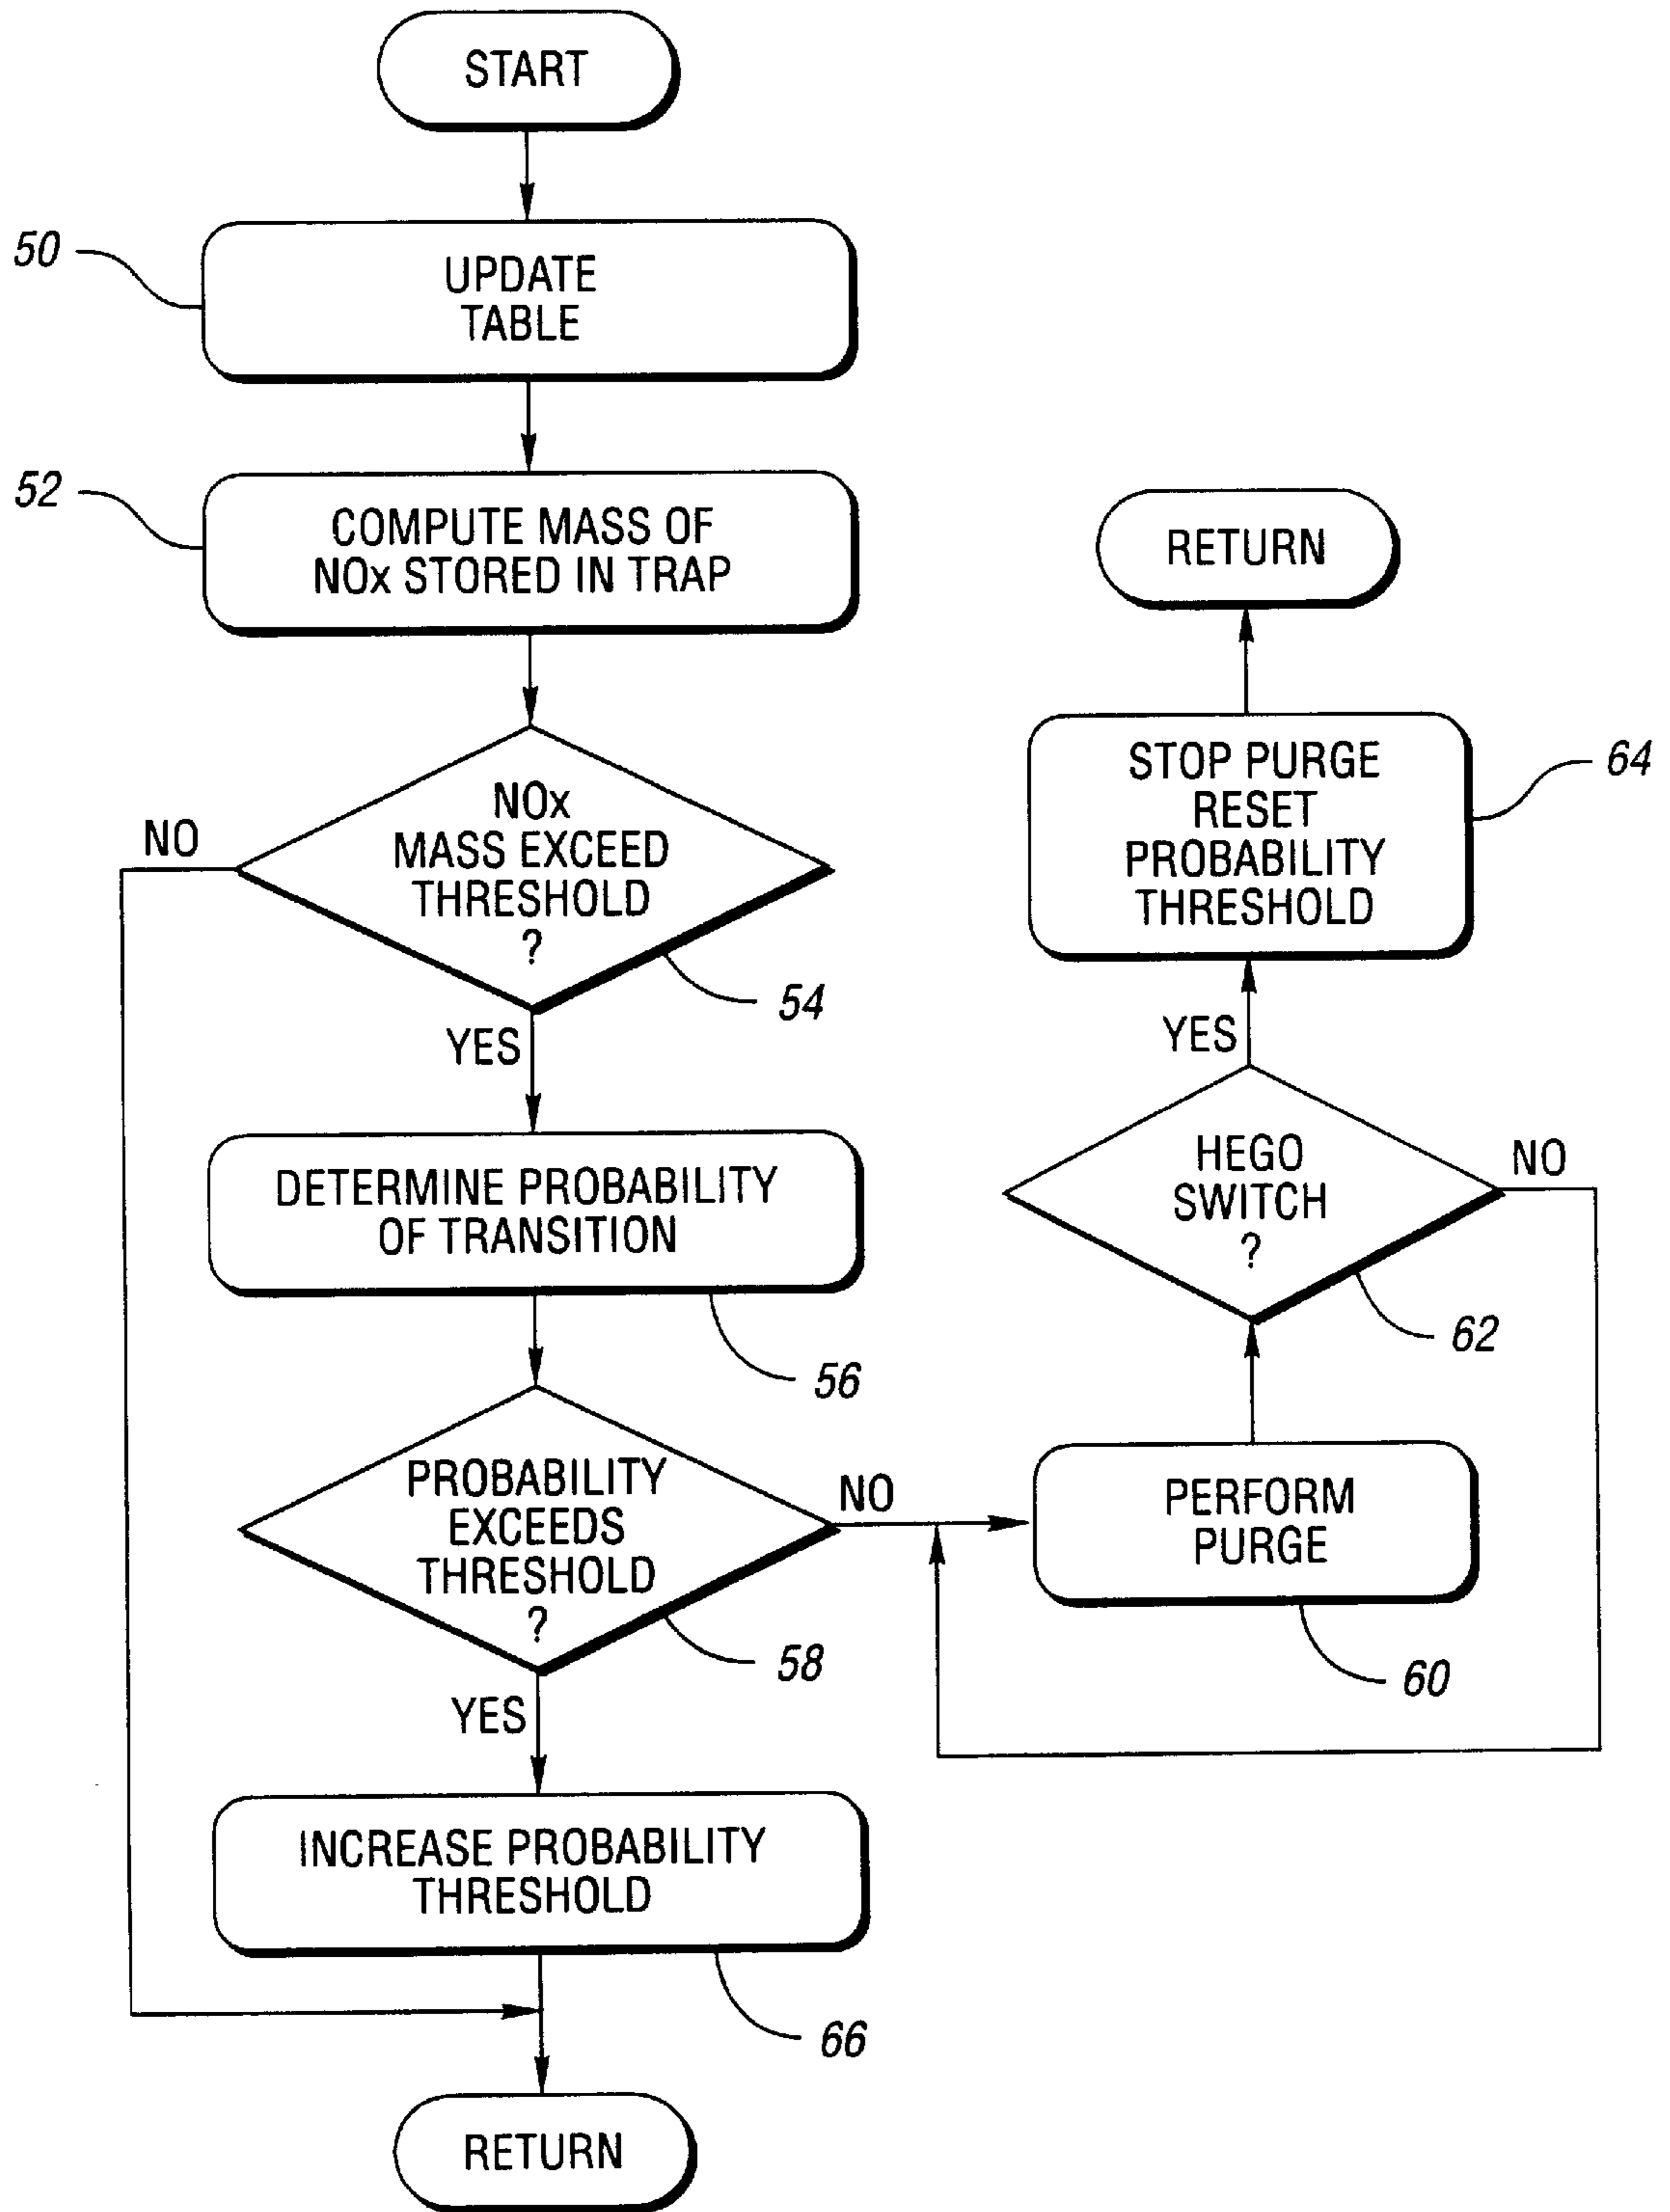 START
50
UPDATE
TABLE
52
COMPUTE MASS OF
NOx STORED IN TRAP
NOx
MASS EXCEED
THRESHOLD
?
NO
54
YES
DETERMINE PROBABILITY
OF TRANSITION
56
PROBABILITY
EXCEEDS
THRESHOLD
?
NO
58
YES
INCREASE PROBABILITY
THRESHOLD
66
RETURN
RETURN
STOP PURGE
RESET
PROBABILITY
THRESHOLD
64
YES
HEGO
SWITCH
?
NO
62
PERFORM
PURGE
60